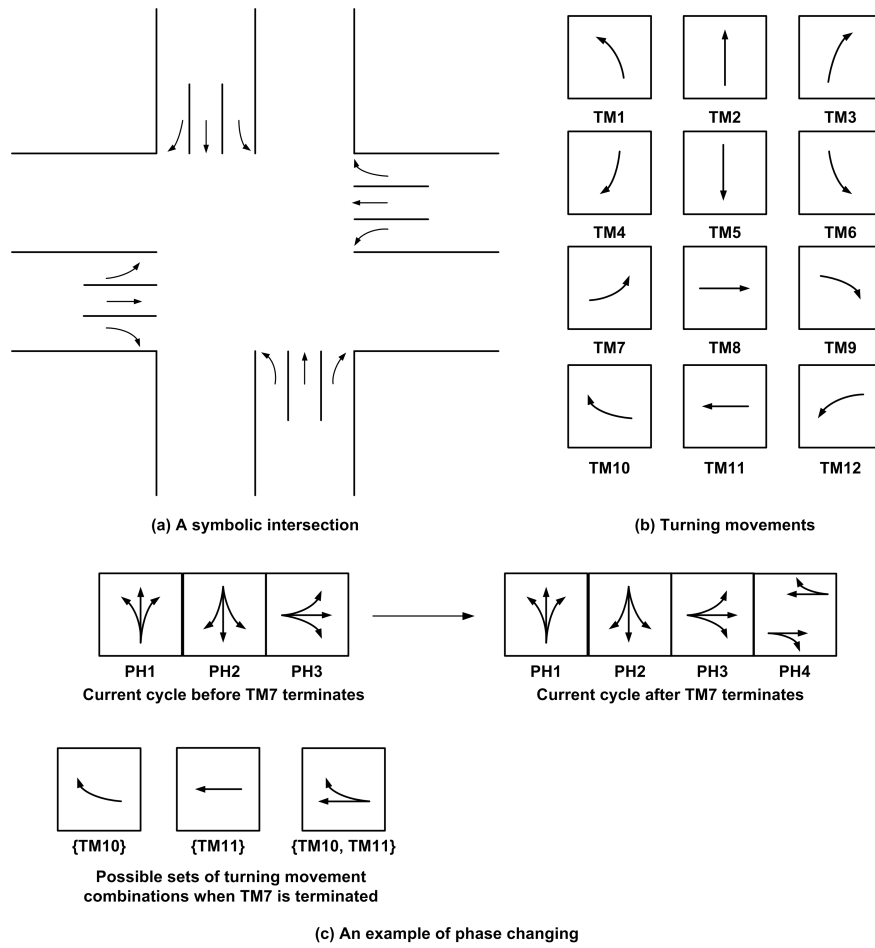 TM1 TM2 TM3
TM4 TM5 TM6
TM7 TM8 TM9
TM10 TM11 TM12
(a) A symbolic intersection
(b) Turning movements
PH1 PH2 PH3
Current cycle before TM7 terminates
PH1 PH2 PH3 PH4
Current cycle after TM7 terminates
{TM10} {TM11} {TM10, TM11}
Possible sets of turning movement
combinations when TM7 is terminated
(c) An example of phase changing